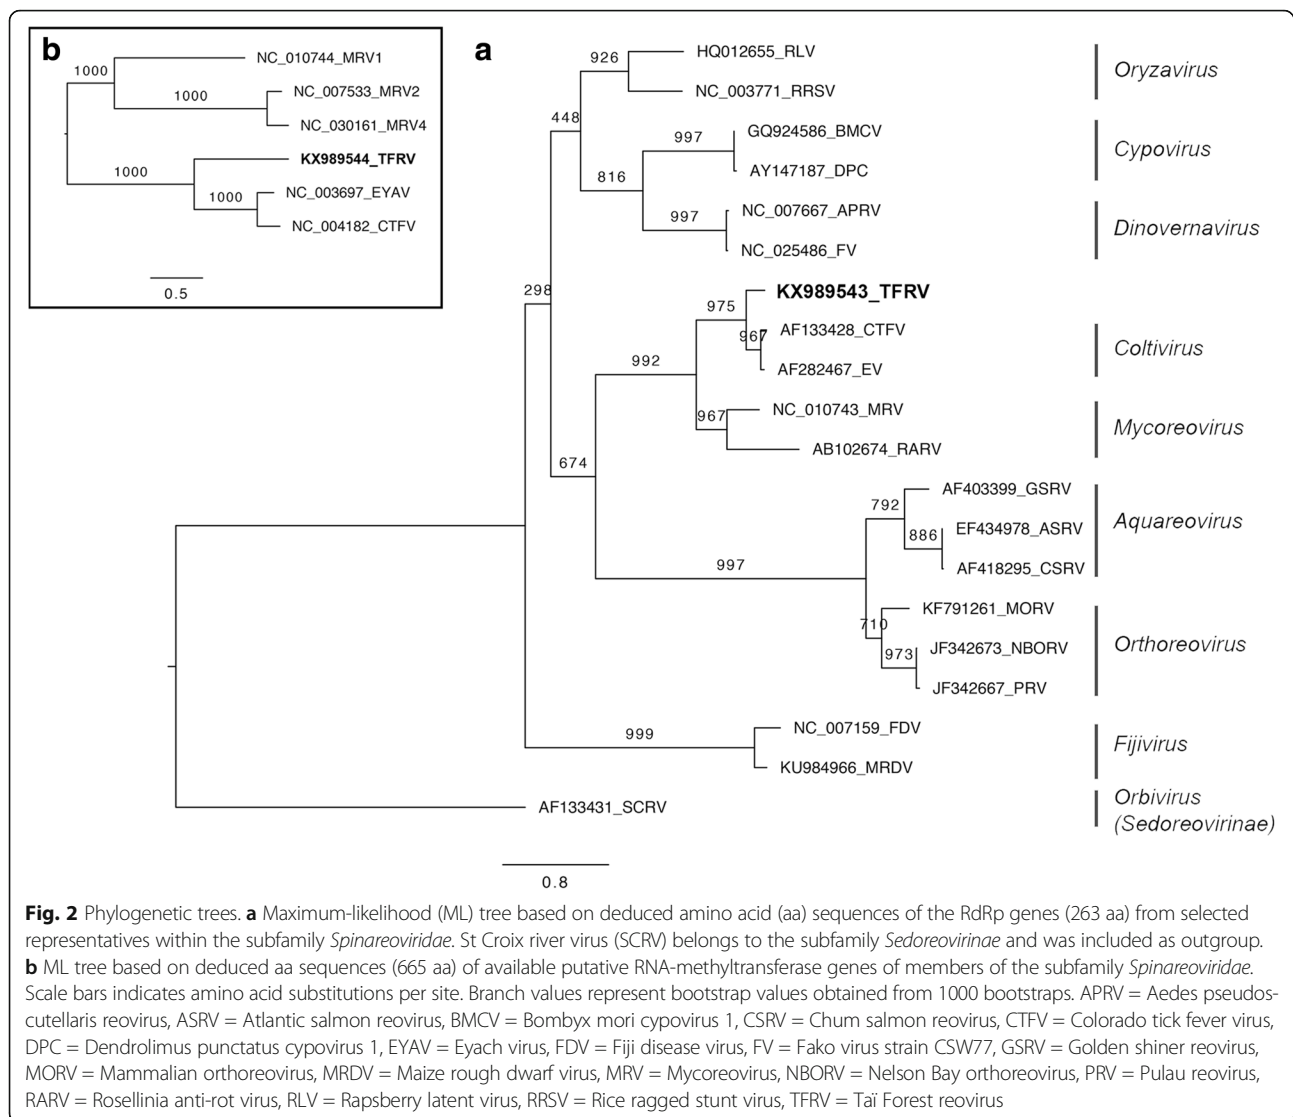 b
1000
NC_010744_MRV1
1000
NC_007533_MRV2
NC_030161_MRV4
1000
KX989544_TFRV
1000
NC_003697_EYAV
NC_004182_CTFV
0.5
a
926
HQ012655_RLV
NC_003771_RRSV
Oryzavirus
448
997
GQ924586_BMCV
AY147187_DPC
Cypovirus
816
997
NC_007667_APRV
NC_025486_FV
Dinovernavirus
298
975
KX989543_TFRV
967
AF133428_CTFV
AF282467_EV
Coltivirus
992
967
NC_010743_MRV
AB102674_RARV
Mycoreovirus
674
792
AF403399_GSRV
886
EF434978_ASRV
AF418295_CSRV
Aquareovirus
997
710
KF791261_MORV
973
JF342673_NBORV
JF342667_PRV
Orthoreovirus
999
NC_007159_FDV
KU984966_MRDV
Fijivirus
AF133431_SCRV
Orbivirus
(Sedoreovirinae)
0.8
Fig. 2 Phylogenetic trees. a Maximum-likelihood (ML) tree based on deduced amino acid (aa) sequences of the RdRp genes (263 aa) from selected
representatives within the subfamily Spinareoviridae. St Croix river virus (SCRV) belongs to the subfamily Sedoreovirinae and was included as outgroup.
b ML tree based on deduced aa sequences (665 aa) of available putative RNA-methyltransferase genes of members of the subfamily Spinareoviridae.
Scale bars indicates amino acid substitutions per site. Branch values represent bootstrap values obtained from 1000 bootstraps. APRV = Aedes pseudos-
cutellaris reovirus, ASRV = Atlantic salmon reovirus, BMCV = Bombyx mori cypovirus 1, CSRV = Chum salmon reovirus, CTFV = Colorado tick fever virus,
DPC = Dendrolimus punctatus cypovirus 1, EYAV = Eyach virus, FDV = Fiji disease virus, FV = Fako virus strain CSW77, GSRV = Golden shiner reovirus,
MORV = Mammalian orthoreovirus, MRDV = Maize rough dwarf virus, MRV = Mycoreovirus, NBORV = Nelson Bay orthoreovirus, PRV = Pulau reovirus,
RARV = Rosellinia anti-rot virus, RLV = Rapsberry latent virus, RRSV = Rice ragged stunt virus, TFRV = Taï Forest reovirus